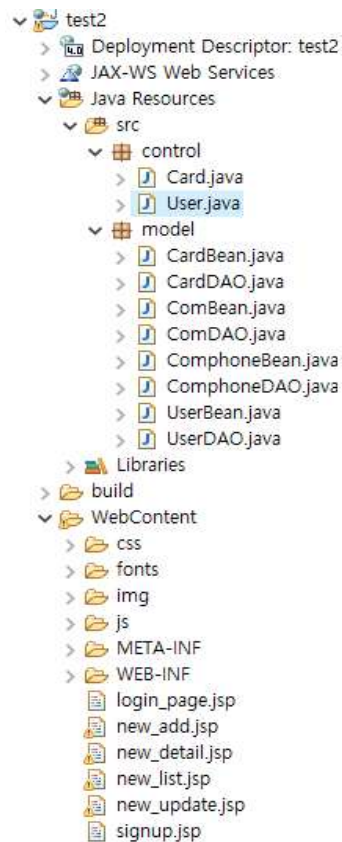 test2
Deployment Descriptor: test2
JAX-WS Web Services
Java Resources
src
control
Card.java
User.java
model
CardBean.java
CardDAO.java
ComBean.java
ComDAO.java
ComphoneBean.java
ComphoneDAO.java
UserBean.java
UserDAO.java
Libraries
build
WebContent
css
fonts
img
js
META-INF
WEB-INF
login_page.jsp
new_add.jsp
new_detail.jsp
new_list.jsp
new_update.jsp
signup.jsp